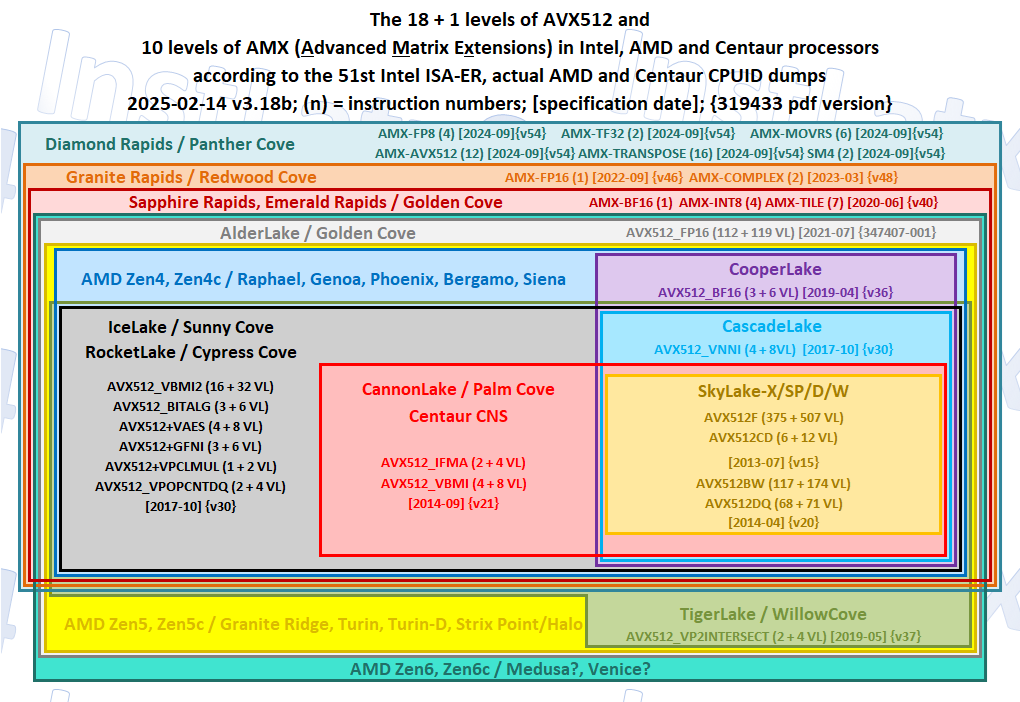 The 18 + 1 levels of AVX512 and
10 levels of AMX (Advanced Matrix Extensions) in Intel, AMD and Centaur processors
according to the 51st Intel ISA-ER, actual AMD and Centaur CPUID dumps
2025-02-14 v3.18b; (n) = instruction numbers; [specification date]; {319433 pdf version}
Diamond Rapids / Panther Cove
AMX-FP8 (4) [2024-09]{v54} AMX-TF32 (2) [2024-09]{v54} AMX-MOVRS (6) [2024-09]{v54}
AMX-AVX512 (12) [2024-09]{v54} AMX-TRANSPOSE (16) [2024-09]{v54} SM4 (2) [2024-09]{v54}
Granite Rapids / Redwood Cove
AMX-FP16 (1) [2022-09] {v46} AMX-COMPLEX (2) [2023-03] {v48}
Sapphire Rapids, Emerald Rapids / Golden Cove
AMX-BF16 (1) AMX-INT8 (4) AMX-TILE (7) [2020-06] {v40}
AlderLake / Golden Cove
AVX512_FP16 (112 + 119 VL) [2021-07] {347407-001}
AMD Zen4, Zen4c / Raphael, Genoa, Phoenix, Bergamo, Siena
CooperLake
AVX512_BF16 (3 + 6 VL) [2019-04] {v36}
IceLake / Sunny Cove
RocketLake / Cypress Cove
AVX512_VBMI2 (16 + 32 VL)
AVX512_BITALG (3 + 6 VL)
AVX512+VAES (4 + 8 VL)
AVX512+GFNI (3 + 6 VL)
AVX512+VPCLMUL (1 + 2 VL)
AVX512_VPOPCNTDQ (2 + 4 VL)
[2017-10] {v30}
CascadeLake
AVX512_VNNI (4 + 8VL) [2017-10] {v30}
CannonLake / Palm Cove
Centaur CNS
AVX512_IFMA (2 + 4 VL)
AVX512_VBMI (4 + 8 VL)
[2014-09] {v21}
SkyLake-X/SP/D/W
AVX512F (375 + 507 VL)
AVX512CD (6 + 12 VL)
[2013-07] {v15}
AVX512BW (117 + 174 VL)
AVX512DQ (68 + 71 VL)
[2014-04] {v20}
AMD Zen5, Zen5c / Granite Ridge, Turin, Turin-D, Strix Point/Halo
TigerLake / WillowCove
AVX512_VP2INTERSECT (2 + 4 VL) [2019-05] {v37}
AMD Zen6, Zen6c / Medusa?, Venice?